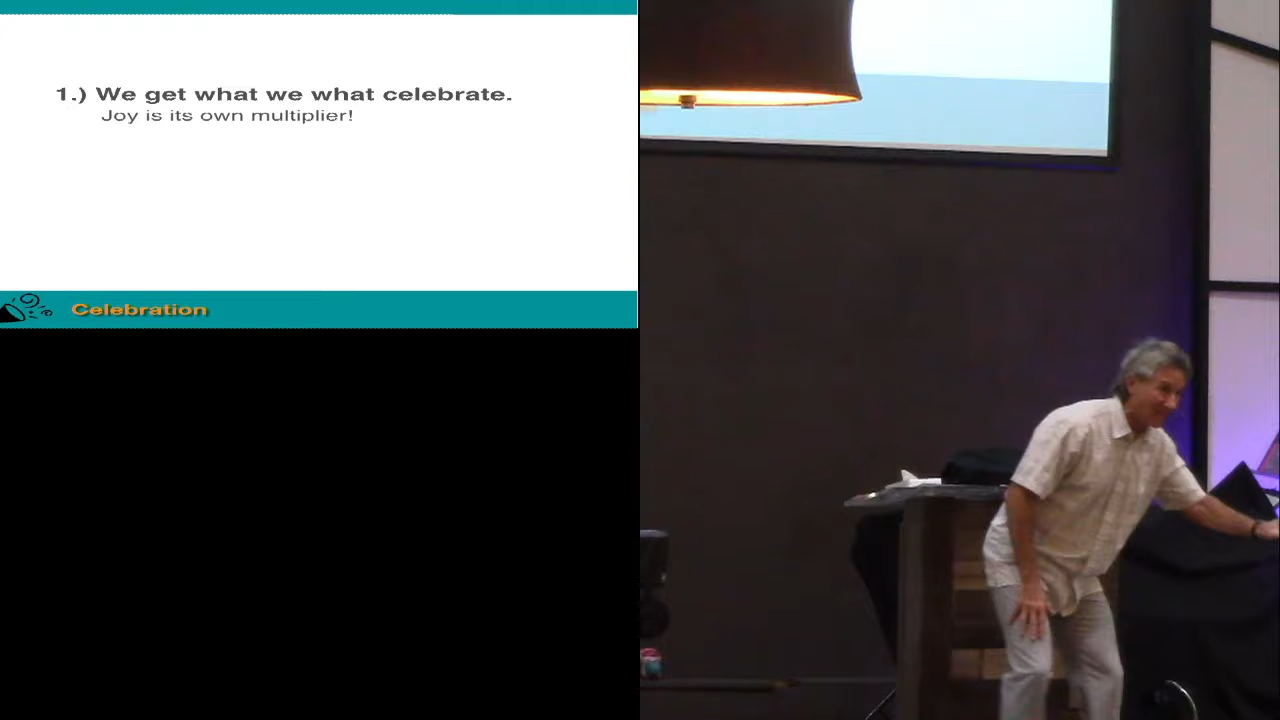 1.) We get what we what celebrate.
Joy is its own multiplier!
Celebration